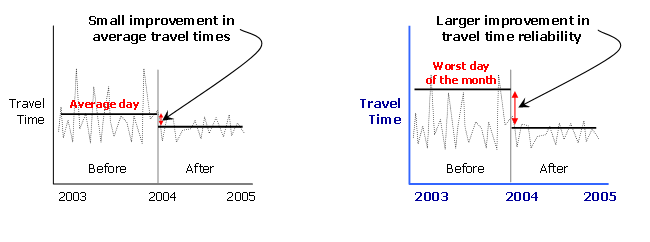 Small improvement in
average travel times
Average day
Travel
Time
Before
After
2003
2004
2005
Larger improvement in
travel time reliability
Worst day
of the month
Travel
Time
Before
After
2003
2004
2005